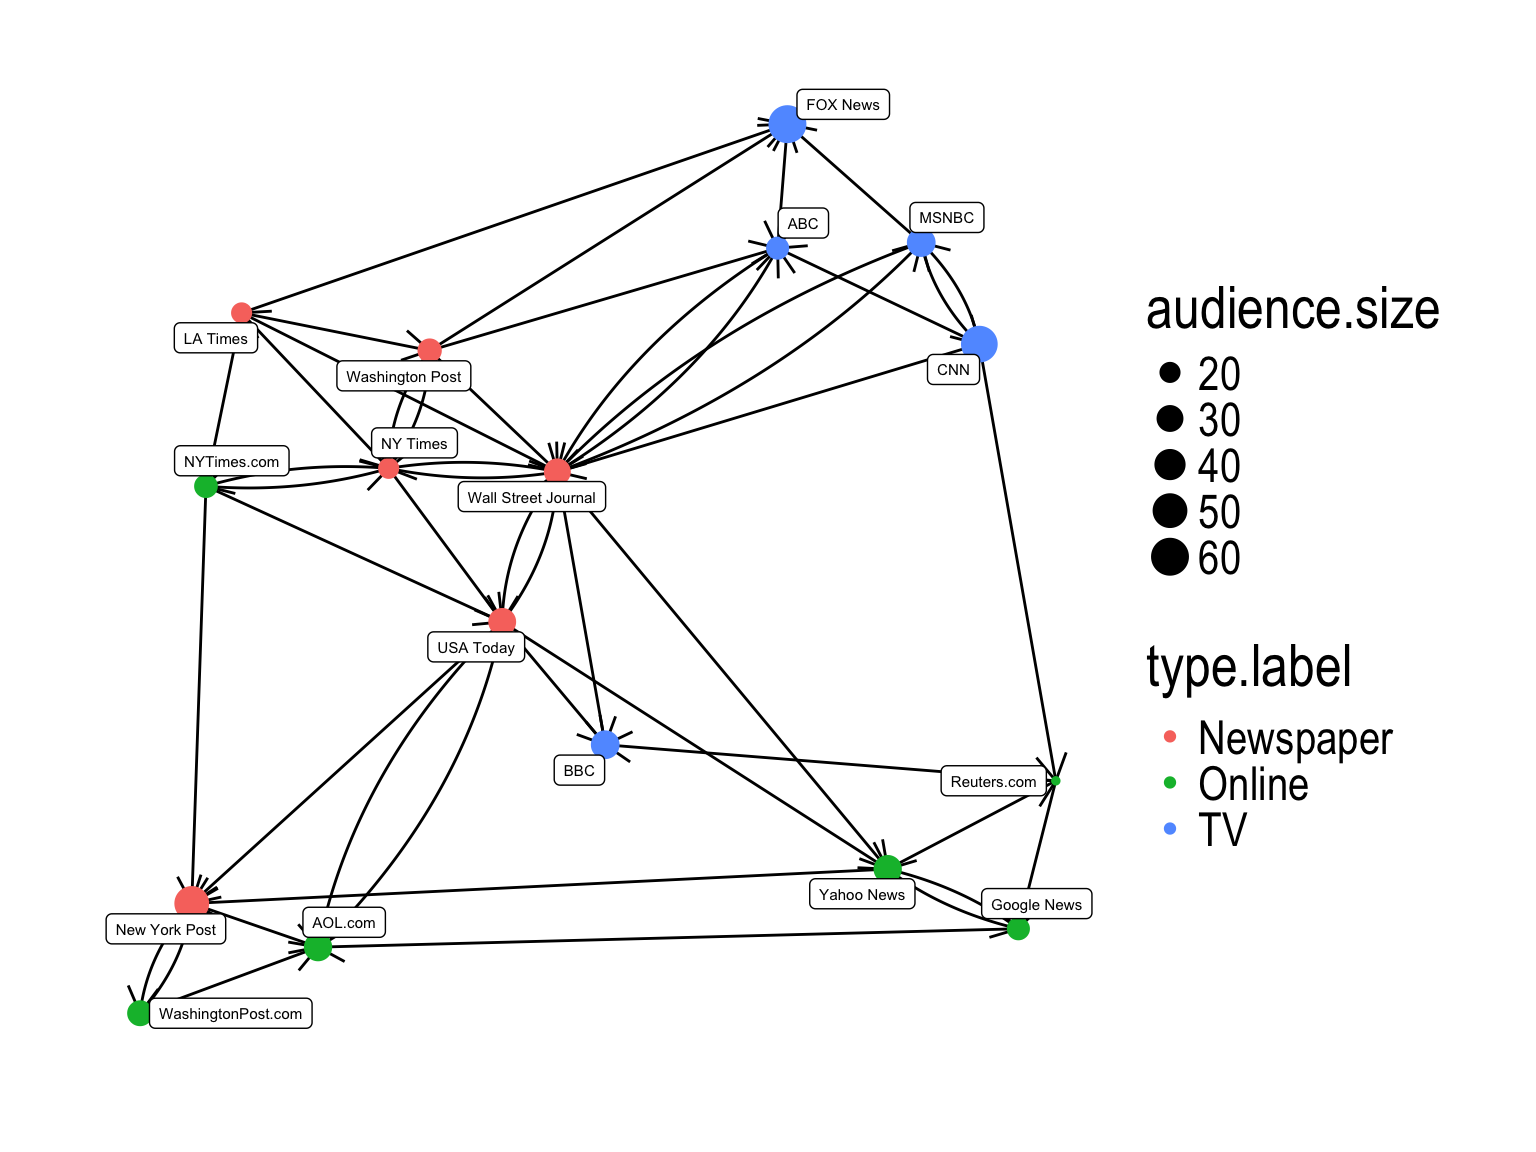 FOX News
ABC
MSNBC
LA Times
Washington Post
CNN
NY Times
NYTimes.com
Wall Street Journal
USA Today
BBC
Reuters.com
Yahoo News
Google News
AOL.com
New York Post
WashingtonPost.com
audience.size
20
30
40
50
60
type.label
Newspaper
Online
TV